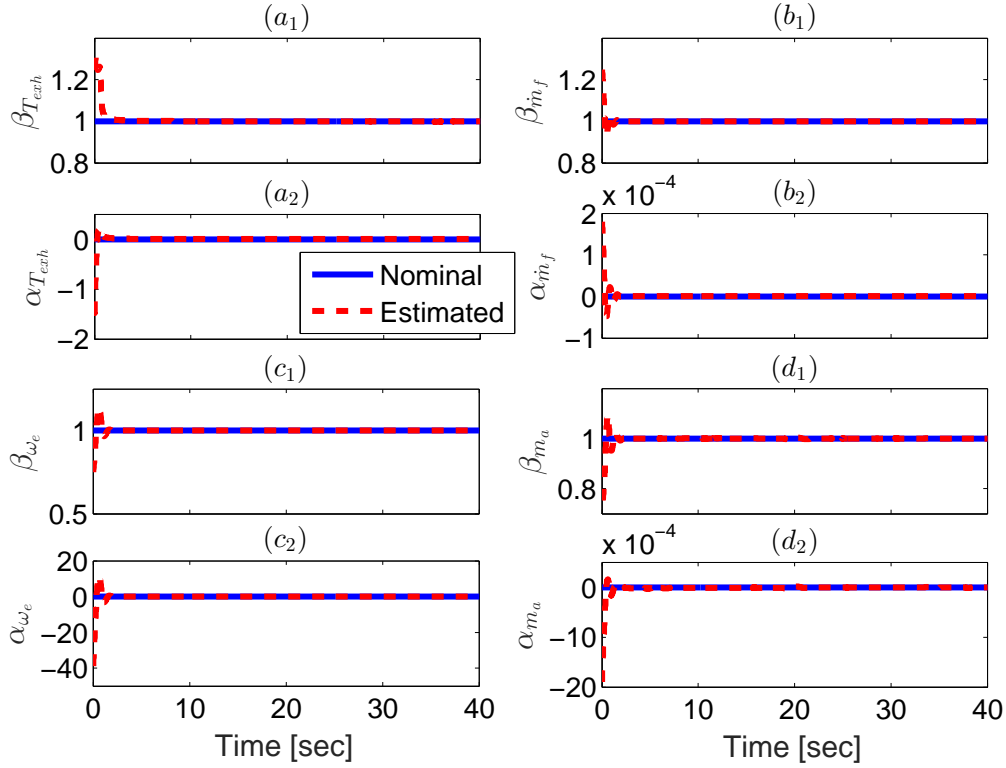 (a₁)
β_{T_{exh}}
1.2
1
0.8
(b₁)
β_{ṁ_f}
1.2
1
0.8
(a₂)
α_{T_{exh}}
0
−1
−2
(b₂)
x 10⁻⁴
α_{ṁ_f}
2
1
0
−1
Nominal
Estimated
(c₁)
β_{ω_e}
1
0.5
(d₁)
β_{m_a}
1
0.8
(c₂)
α_{ω_e}
20
0
−20
−40
0 10 20 30 40
Time [sec]
(d₂)
x 10⁻⁴
α_{m_a}
0
−10
−20
0 10 20 30 40
Time [sec]